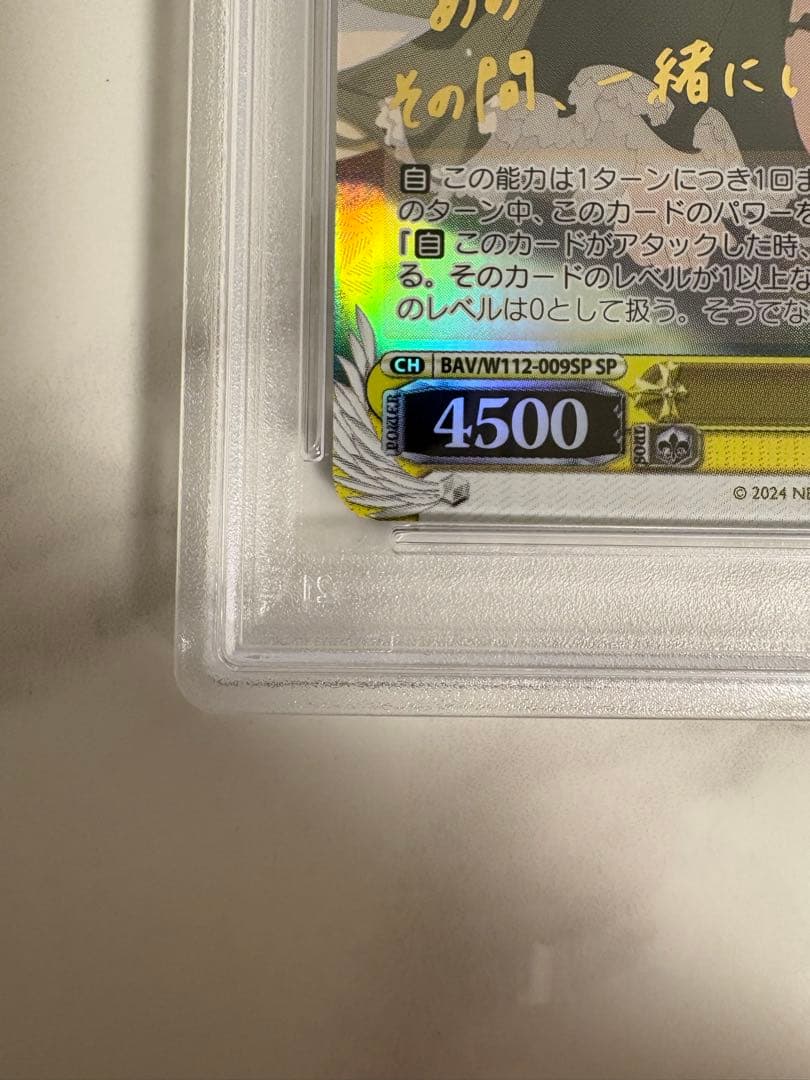 その間、一緒に
自 この能力は1ターンにつき1回ま
のターン中、このカードのパワーを
『自 このカードがアタックした時、
る。そのカードのレベルが1以上な
のレベルは0として扱う。そうでな
CH BAV/W112-009SP SP
POWER 4500 SOUL
© 2024 NE